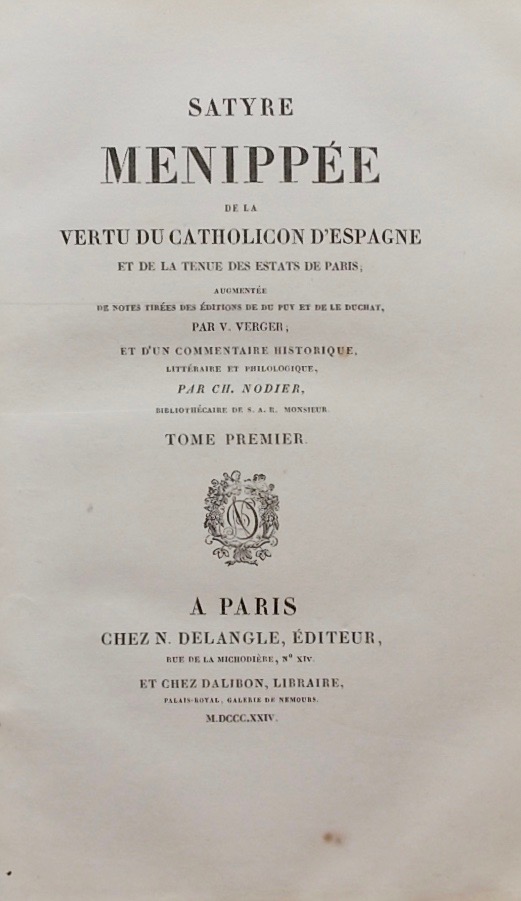 SATYRE
MENIPPÉE
DE LA
VERTU DU CATHOLICON D'ESPAGNE
ET DE LA TENUE DES ESTATS DE PARIS;
AUGMENTÉE
DE NOTES TIRÉES DES ÉDITIONS DE DU PUY ET DE LE DUCHAT,
PAR V. VERGER;
ET D'UN COMMENTAIRE HISTORIQUE,
LITTÉRAIRE ET PHILOLOGIQUE,
PAR CH. NODIER,
BIBLIOTHÉCAIRE DE S. A. R. MONSIEUR.
TOME PREMIER.
ND
A PARIS
CHEZ N. DELANGLE, ÉDITEUR,
RUE DE LA MICHODIÈRE, Nº XIV.
ET CHEZ DALIBON, LIBRAIRE,
PALAIS-ROYAL, GALERIE DE NEMOURS.
M.DCCC.XXIV.